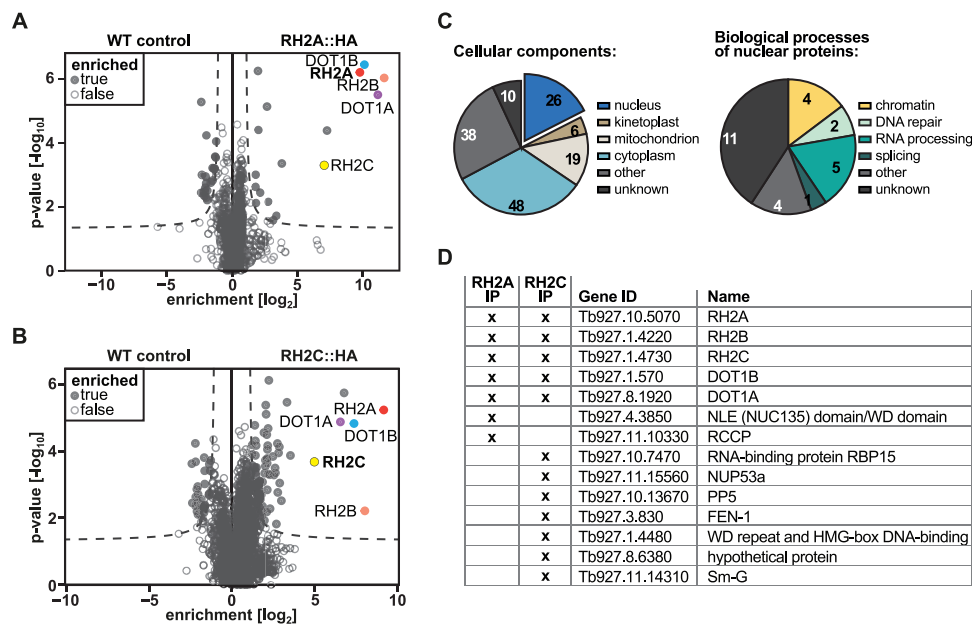 A
WT control
RH2A::HA
enriched
true
false
DOT1B
RH2A
RH2B
DOT1A
RH2C
p-value [-log10]
6
4
2
0
−10
−5
0
5
10
enrichment [log2]
B
WT control
RH2C::HA
enriched
true
false
RH2A
DOT1A
DOT1B
RH2C
RH2B
p-value [-log10]
6
4
2
0
−10
−5
0
5
10
enrichment [log2]
C
Cellular components:
10
26
6
19
48
38
nucleus
kinetoplast
mitochondrion
cytoplasm
other
unknown
Biological processes
of nuclear proteins:
4
2
5
1
4
11
chromatin
DNA repair
RNA processing
splicing
other
unknown
D
RH2A RH2C
IP IP Gene ID Name
x x Tb927.10.5070 RH2A
x x Tb927.1.4220 RH2B
x x Tb927.1.4730 RH2C
x x Tb927.1.570 DOT1B
x x Tb927.8.1920 DOT1A
x Tb927.4.3850 NLE (NUC135) domain/WD domain
x Tb927.11.10330 RCCP
x Tb927.10.7470 RNA-binding protein RBP15
x Tb927.11.15560 NUP53a
x Tb927.10.13670 PP5
x Tb927.3.830 FEN-1
x Tb927.1.4480 WD repeat and HMG-box DNA-binding
x Tb927.8.6380 hypothetical protein
x Tb927.11.14310 Sm-G